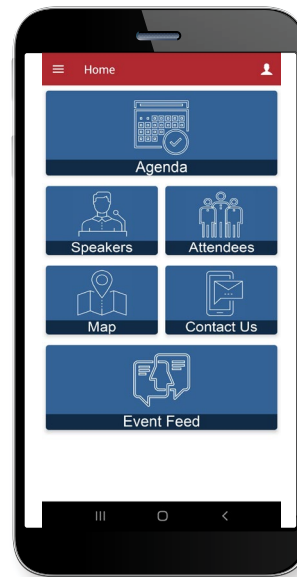 Home
Agenda
Speakers
Attendees
Map
Contact Us
Event Feed